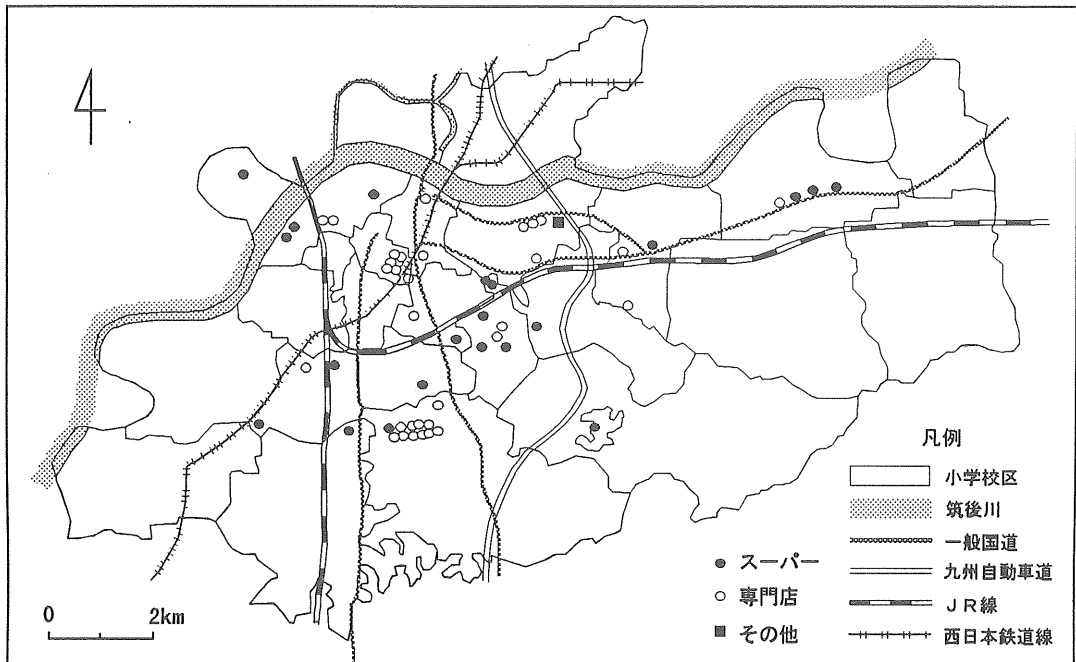 凡例
小学校区
筑後川
一般国道
九州自動車道
JR線
西日本鉄道線
スーパー
専門店
その他
0 2km